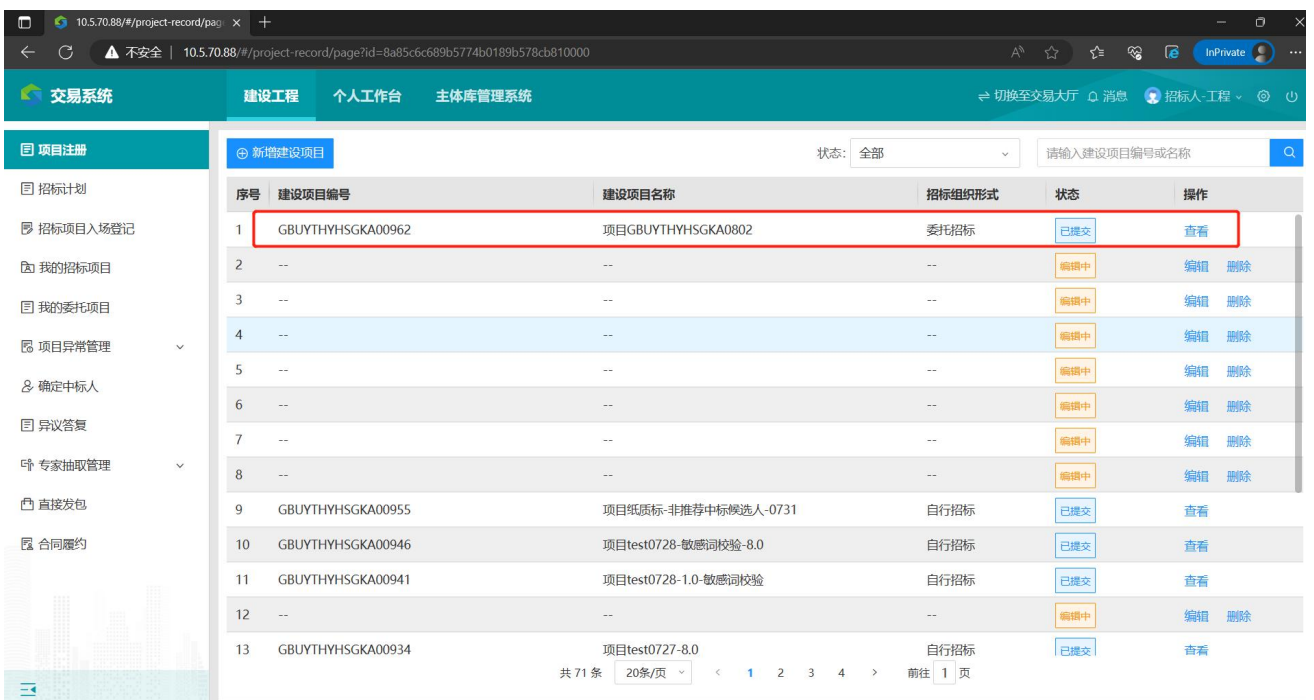 10.5.70.88/#/project-record/pag
不安全 | 10.5.70.88/#/project-record/page?id=8a85c6c689b5774b0189b578cb810000 InPrivate
交易系统 建设工程 个人工作台 主体库管理系统 切换至交易大厅 消息 招标人-工程
项目注册
招标计划
招标项目入场登记
我的招标项目
我的委托项目
项目异常管理
确定中标人
异议答复
专家抽取管理
直接发包
合同履约
新增建设项目 状态: 全部 请输入建设项目编号或名称
序号 建设项目编号 建设项目名称 招标组织形式 状态 操作
1 GBUYTHYHSGKA00962 项目GBUYTHYHSGKA0802 委托招标 已提交 查看
2 -- -- -- 编辑中 编辑 删除
3 -- -- -- 编辑中 编辑 删除
4 -- -- -- 编辑中 编辑 删除
5 -- -- -- 编辑中 编辑 删除
6 -- -- -- 编辑中 编辑 删除
7 -- -- -- 编辑中 编辑 删除
8 -- -- -- 编辑中 编辑 删除
9 GBUYTHYHSGKA00955 项目纸质标-非推荐中标候选人-0731 自行招标 已提交 查看
10 GBUYTHYHSGKA00946 项目test0728-敏感词校验-8.0 自行招标 已提交 查看
11 GBUYTHYHSGKA00941 项目test0728-1.0-敏感词校验 自行招标 已提交 查看
12 -- -- -- 编辑中 编辑 删除
13 GBUYTHYHSGKA00934 项目test0727-8.0 自行招标 已提交 查看
共 71 条 20条/页 < 1 2 3 4 > 前往 1 页